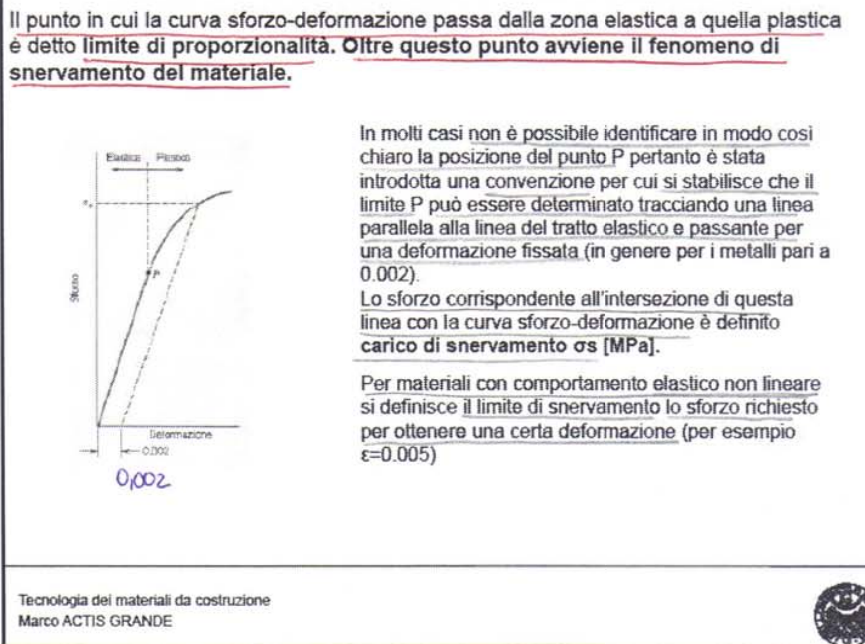 Il punto in cui la curva sforzo-deformazione passa dalla zona elastica a quella plastica
è detto limite di proporzionalità. Oltre questo punto avviene il fenomeno di
snervamento del materiale.
Elastica Plastica
P
Sforzo
Deformazione
0.002
0,002
In molti casi non è possibile identificare in modo così
chiaro la posizione del punto P pertanto è stata
introdotta una convenzione per cui si stabilisce che il
limite P può essere determinato tracciando una linea
parallela alla linea del tratto elastico e passante per
una deformazione fissata (in genere per i metalli pari a
0.002).
Lo sforzo corrispondente all'intersezione di questa
linea con la curva sforzo-deformazione è definito
carico di snervamento σs [MPa].
Per materiali con comportamento elastico non lineare
si definisce il limite di snervamento lo sforzo richiesto
per ottenere una certa deformazione (per esempio
ε=0.005)
Tecnologia dei materiali da costruzione
Marco ACTIS GRANDE